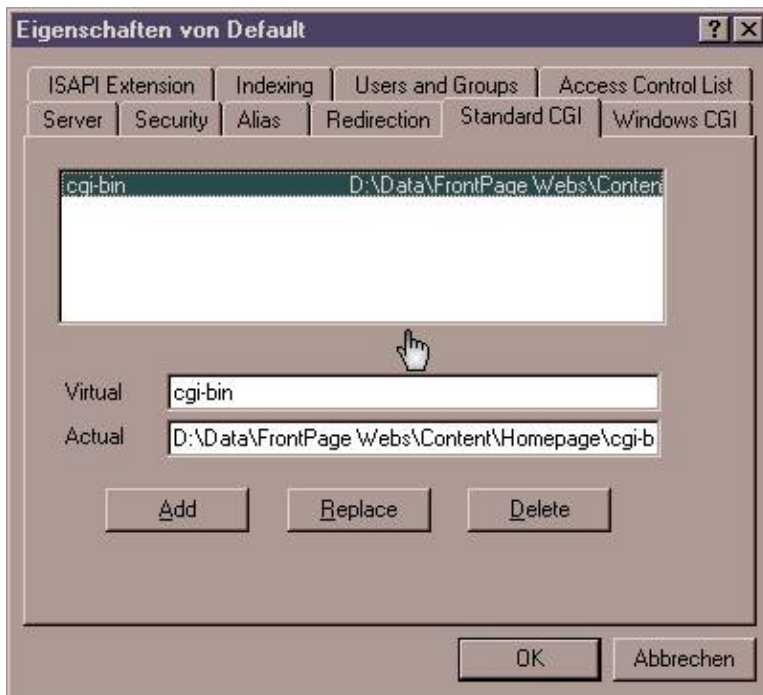 Eigenschaften von Default
ISAPI Extension Indexing Users and Groups Access Control List
Server Security Alias Redirection Standard CGI Windows CGI
cgi-bin D:\Data\FrontPage Webs\Conten
Virtual cgi-bin
Actual D:\Data\FrontPage Webs\Content\Homepage\cgi-b
Add Replace Delete
OK Abbrechen